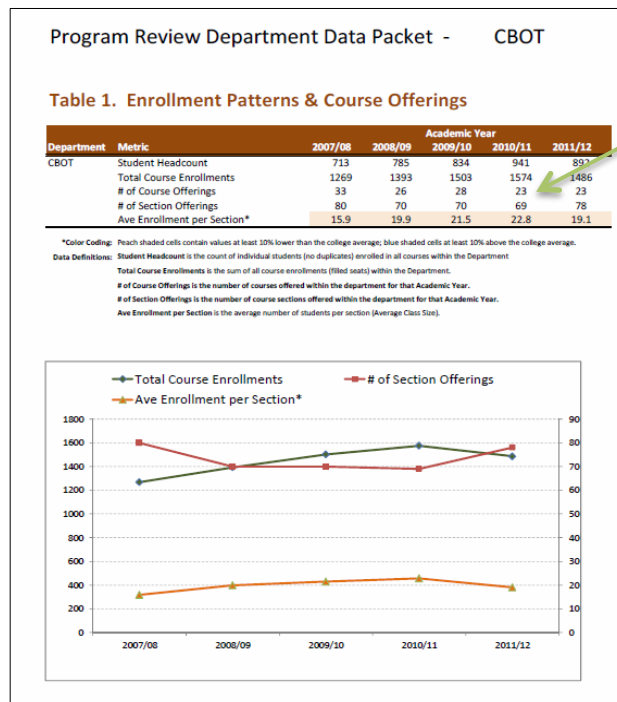 Program Review Department Data Packet - CBOT
Table 1. Enrollment Patterns & Course Offerings
Academic Year
Department Metric 2007/08 2008/09 2009/10 2010/11 2011/12
CBOT Student Headcount 713 785 834 941
Total Course Enrollments 1269 1393 1503 1574 1486
# of Course Offerings 33 26 28 23 23
# of Section Offerings 80 70 70 69 78
Ave Enrollment per Section* 15.9 19.9 21.5 22.8 19.1
*Color Coding: Peach shaded cells contain values at least 10% lower than the college average; blue shaded cells at least 10% above the college average.
Data Definitions: Student Headcount is the count of individual students (no duplicates) enrolled in all courses within the Department
Total Course Enrollments is the sum of all course enrollments (filled seats) within the Department.
# of Course Offerings is the number of courses offered within the department for that Academic Year.
# of Section Offerings is the number of course sections offered within the department for that Academic Year.
Ave Enrollment per Section is the average number of students per section (Average Class Size).
Total Course Enrollments # of Section Offerings
Ave Enrollment per Section*
1800 90
1600 80
1400 70
1200 60
1000 50
800 40
600 30
400 20
200 10
0 0
2007/08 2008/09 2009/10 2010/11 2011/12